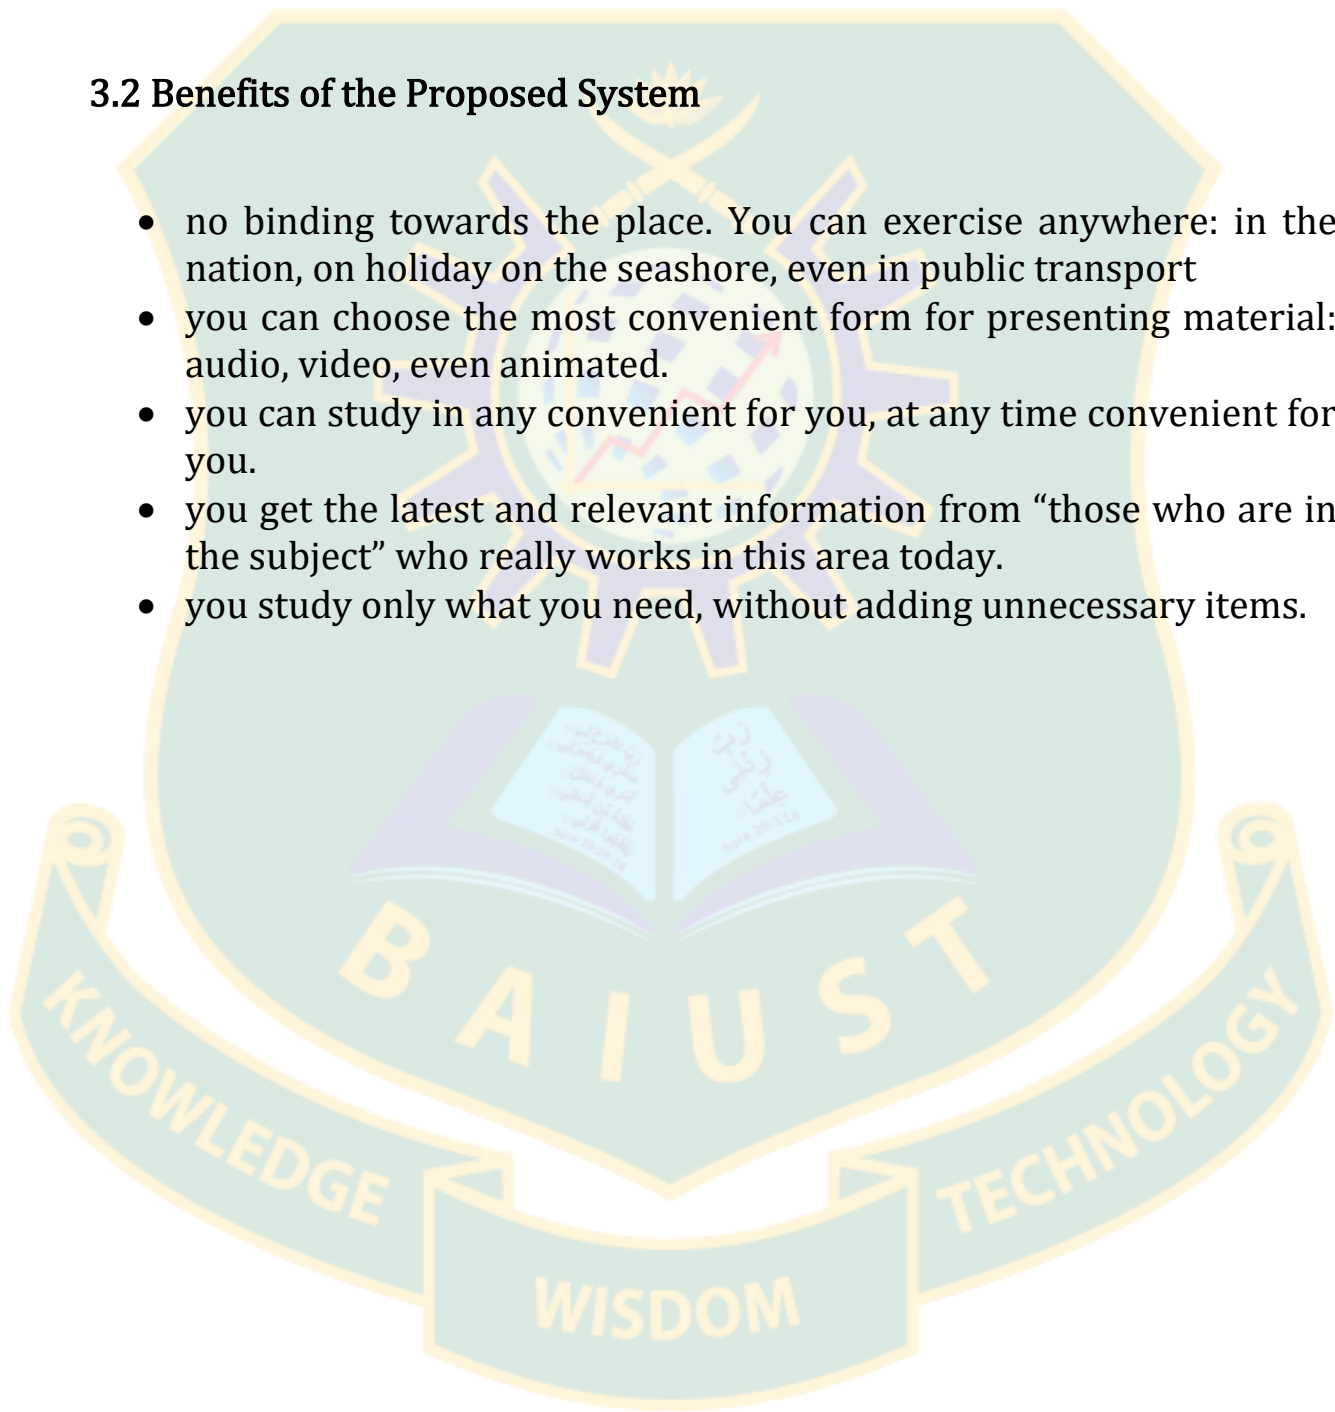 3.2 Benefits of the Proposed System
• no binding towards the place. You can exercise anywhere: in the
nation, on holiday on the seashore, even in public transport
• you can choose the most convenient form for presenting material:
audio, video, even animated.
• you can study in any convenient for you, at any time convenient for
you.
• you get the latest and relevant information from “those who are in
the subject” who really works in this area today.
• you study only what you need, without adding unnecessary items.
Sura 20:114
BAIUST
KNOWLEDGE
WISDOM
TECHNOLOGY